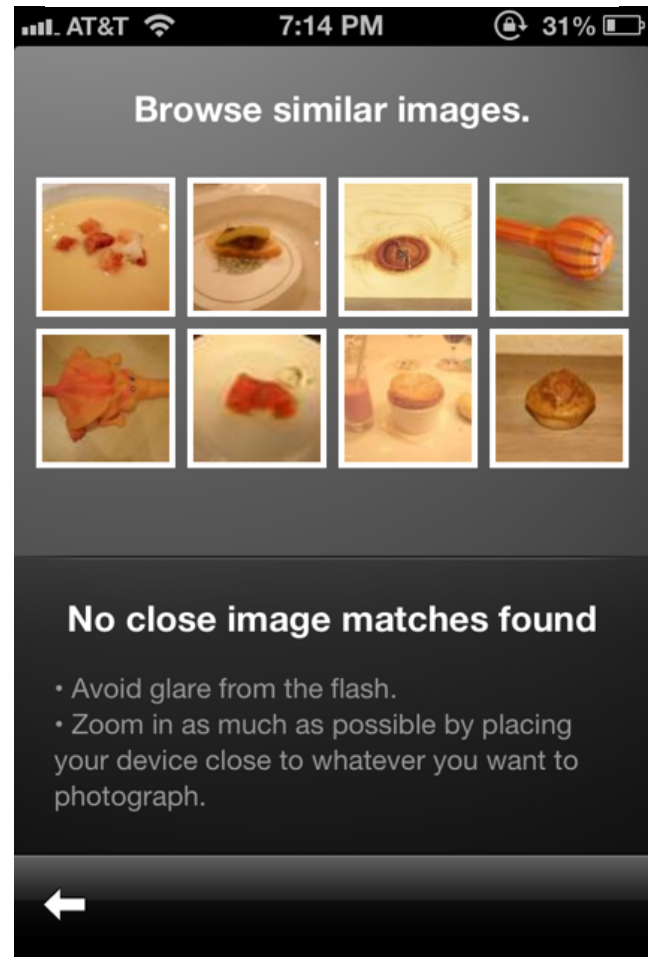 AT&T 7:14 PM 31%
Browse similar images.
No close image matches found
• Avoid glare from the flash.
• Zoom in as much as possible by placing
your device close to whatever you want to
photograph.